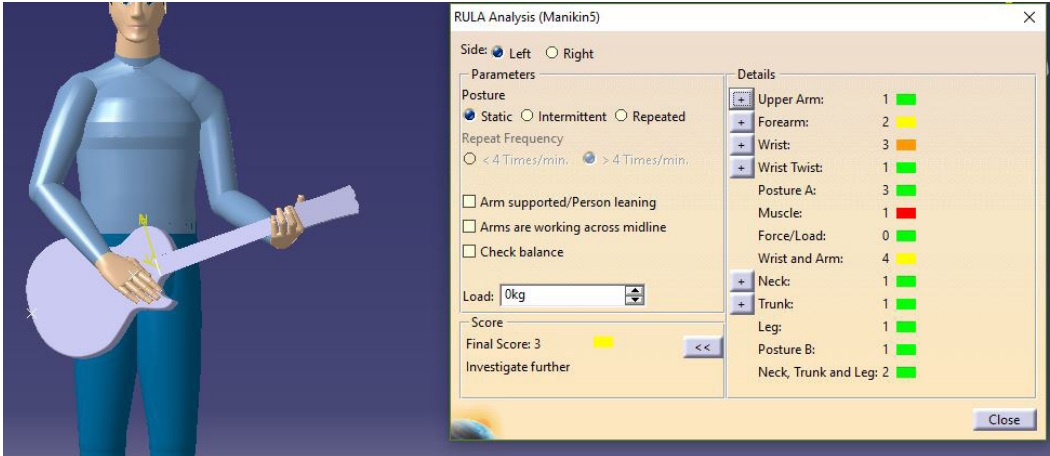 RULA Analysis (Manikin5)
Side: Left Right
Parameters
Posture
Static Intermittent Repeated
Repeat Frequency
< 4 Times/min. > 4 Times/min.
Arm supported/Person leaning
Arms are working across midline
Check balance
Load: 0kg
Score
Final Score: 3
<<
Investigate further
Details
+ Upper Arm: 1
+ Forearm: 2
+ Wrist: 3
+ Wrist Twist: 1
Posture A: 3
Muscle: 1
Force/Load: 0
Wrist and Arm: 4
+ Neck: 1
+ Trunk: 1
Leg: 1
Posture B: 1
Neck, Trunk and Leg: 2
Close